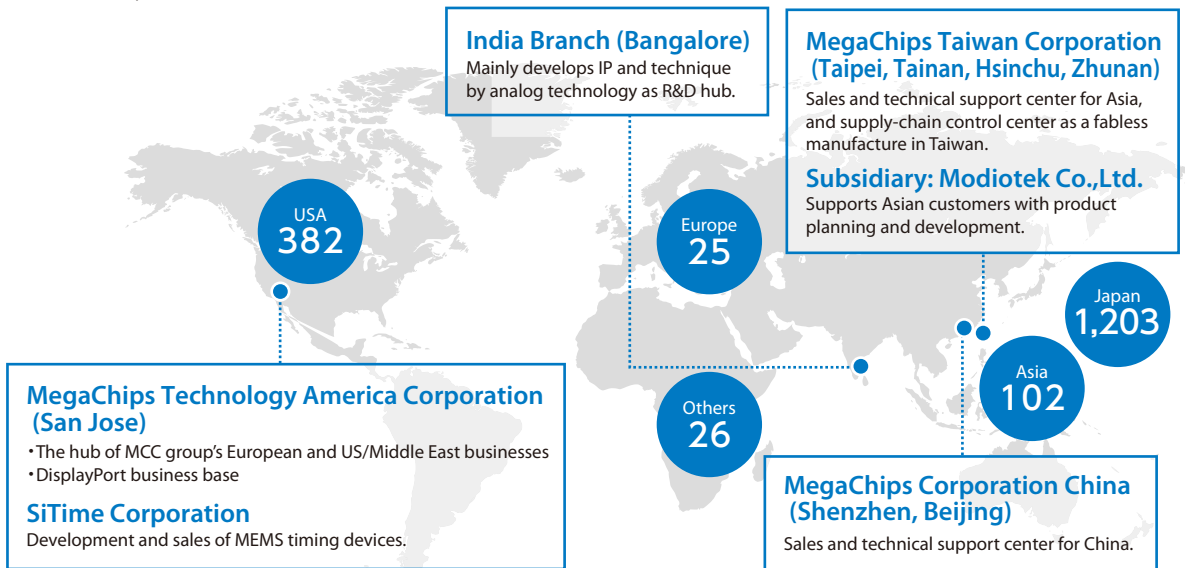 India Branch (Bangalore)
Mainly develops IP and technique
by analog technology as R&D hub.
MegaChips Taiwan Corporation
(Taipei, Tainan, Hsinchu, Zhunan)
Sales and technical support center for Asia,
and supply-chain control center as a fabless
manufacture in Taiwan.
Subsidiary: Modiotek Co.,Ltd.
Supports Asian customers with product
planning and development.
USA
382
Europe
25
Japan
1,203
Asia
102
Others
26
MegaChips Technology America Corporation
(San Jose)
・The hub of MCC group's European and US/Middle East businesses
・DisplayPort business base
SiTime Corporation
Development and sales of MEMS timing devices.
MegaChips Corporation China
(Shenzhen, Beijing)
Sales and technical support center for China.